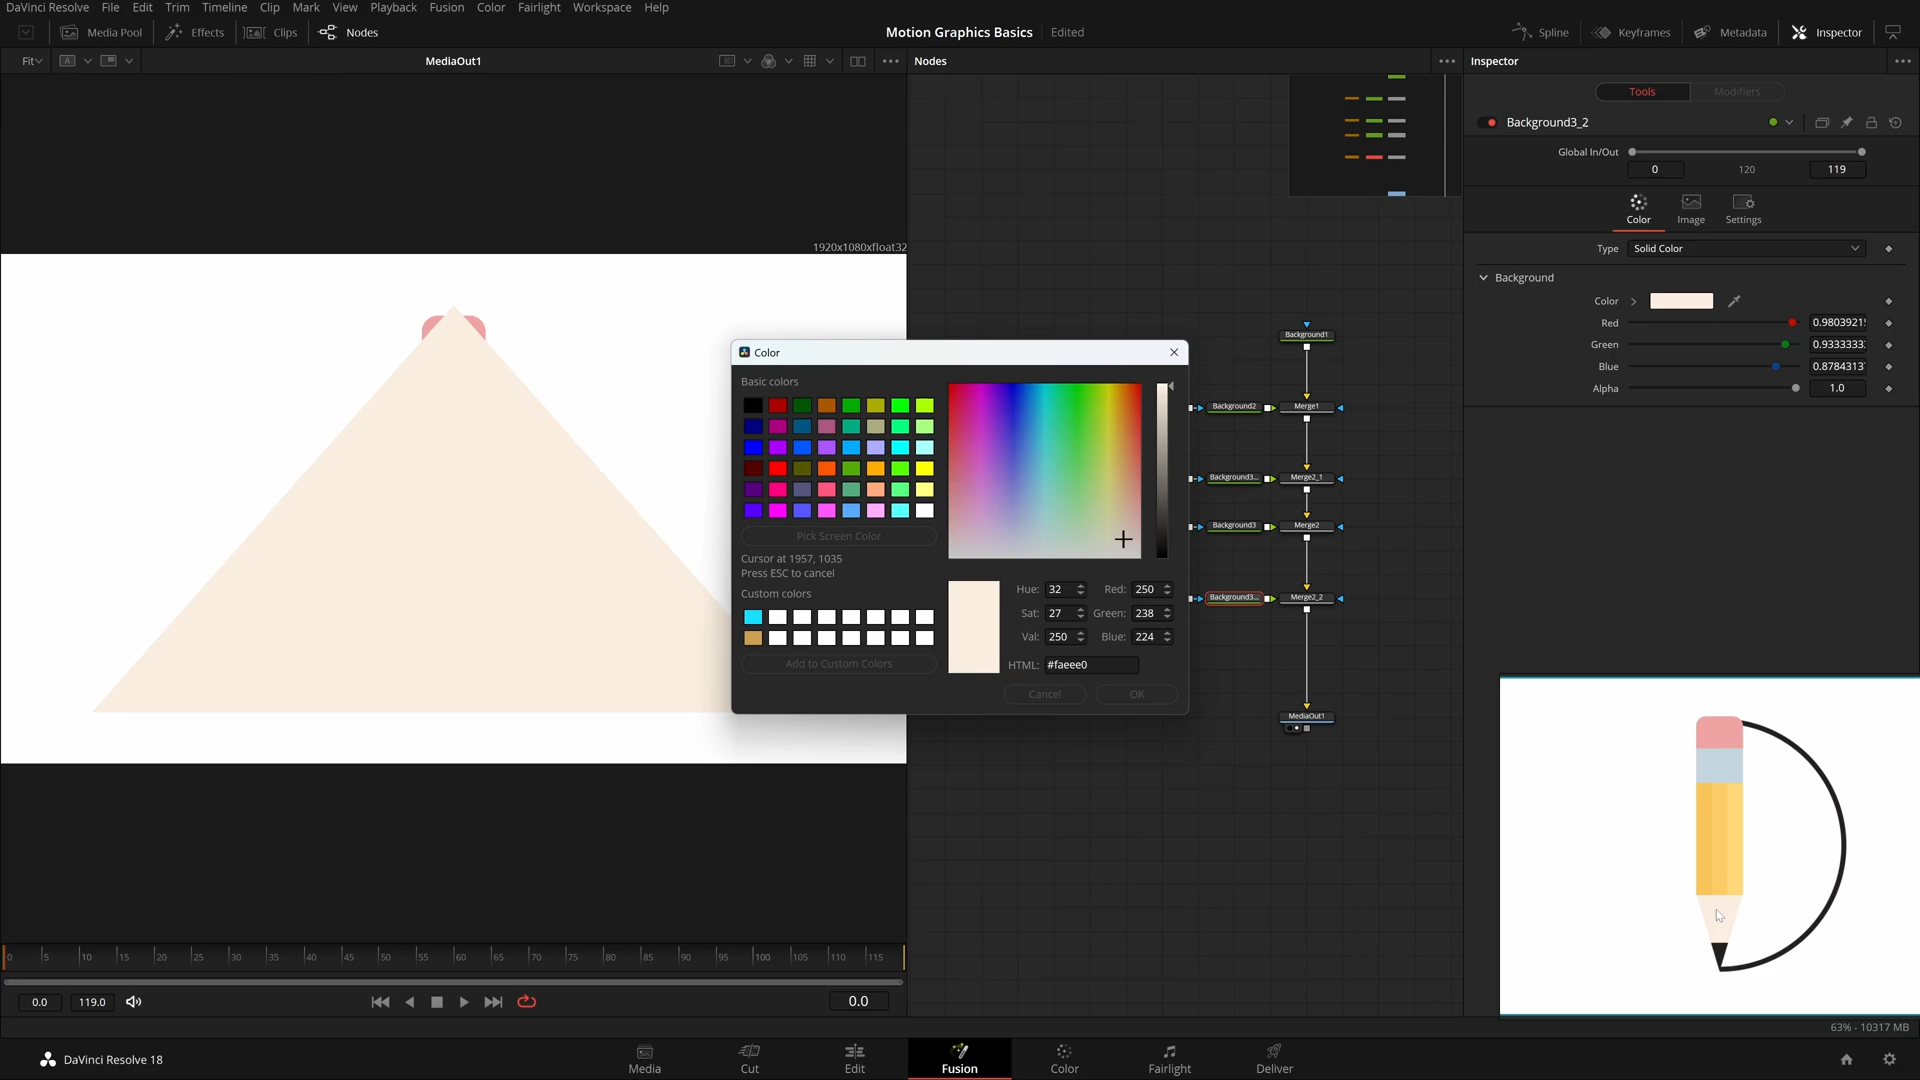 DaVinci Resolve File Edit Trim Timeline Clip Mark View Playback Fusion Color Fairlight Workspace Help
Media Pool Effects Clips Nodes Motion Graphics Basics Edited Spline Keyframes Metadata Inspector
Fit A MediaOut1 Nodes Inspector
Tools Modifiers
Background3_2
Global In/Out
0 120 119
Color Image Settings
1920x1080xfloat32
Type Solid Color
Background
Color
Red 0.9803921
Green 0.9333333
Blue 0.8784313
Alpha 1.0
Background1
Color
Basic colors
Pick Screen Color
Cursor at 1957, 1035
Press ESC to cancel
Custom colors
Add to Custom Colors
Hue: 32 Red: 250
Sat: 27 Green: 238
Val: 250 Blue: 224
HTML: #faeee0
Cancel OK
Background2 Merge1
Background3... Merge2_1
Background3 Merge2
Background3... Merge2_2
MediaOut1
0 5 10 15 20 25 30 35 40 45 50 55 60 65 70 75 80 85 90 95 100 105 110 115
0.0 119.0 0.0
63% - 10317 MB
DaVinci Resolve 18
Media Cut Edit Fusion Color Fairlight Deliver